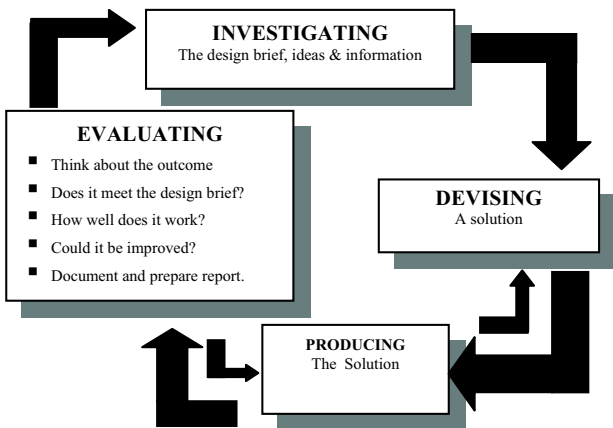 INVESTIGATING
The design brief, ideas & information
EVALUATING
▪ Think about the outcome
▪ Does it meet the design brief?
▪ How well does it work?
▪ Could it be improved?
▪ Document and prepare report.
DEVISING
A solution
PRODUCING
The Solution